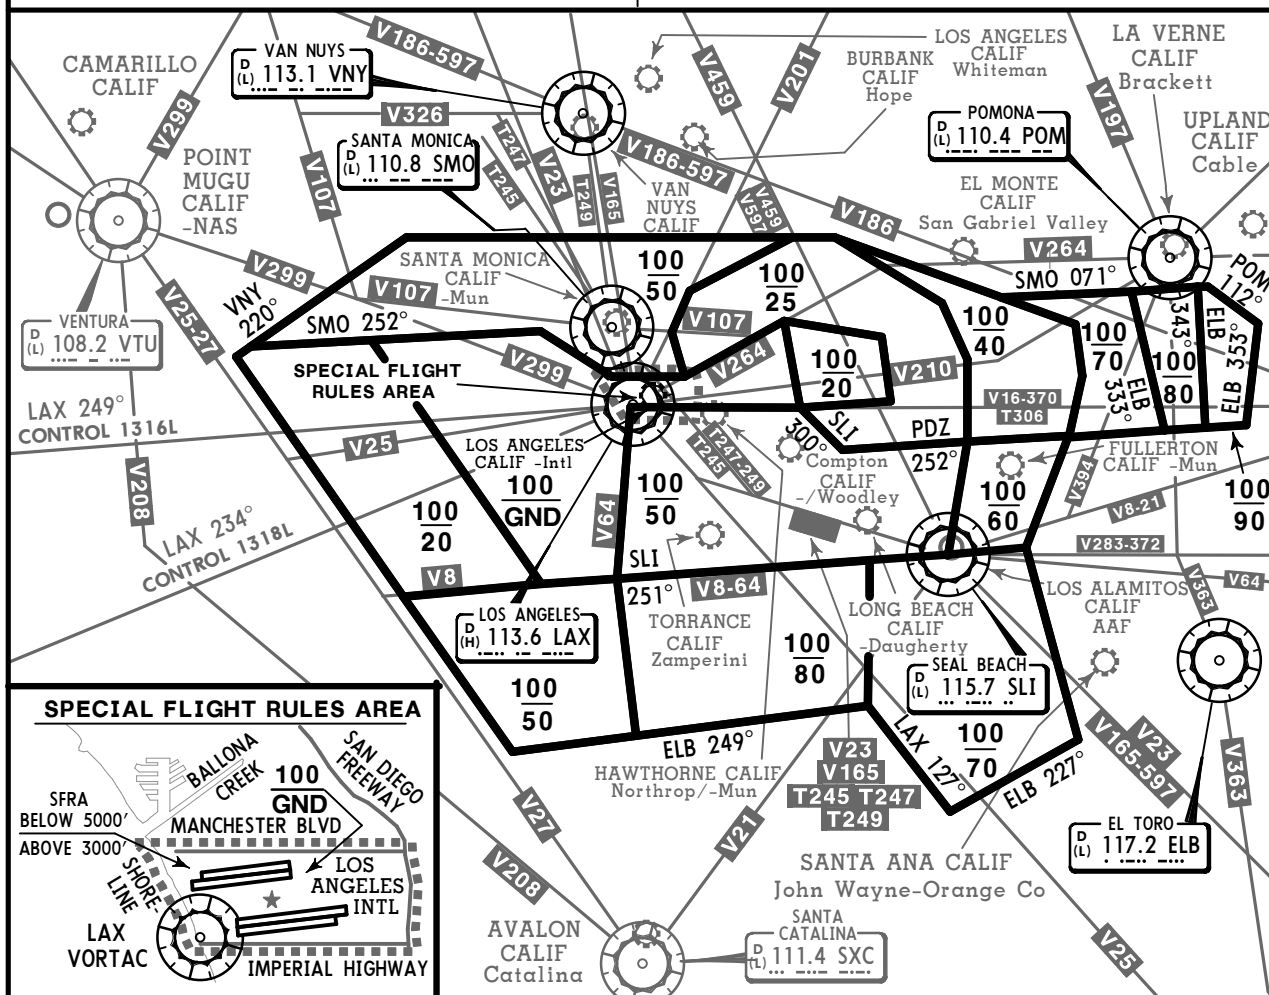 V186-597
V459
V201
LOS ANGELES
CALIF
Whiteman
LA VERNE
CALIF
Brackett
CAMARILLO
CALIF
VAN NUYS
D
(L) 113.1 VNY
BURBANK
CALIF
Hope
V299
V326
V197
POMONA
D
(L) 110.4 POM
UPLAND
CALIF
Cable
SANTA MONICA
D
(L) 110.8 SMO
T247
T245
V23
T249
V165
V186-597
POINT
MUGU
CALIF
-NAS
V107
VAN
NUYS
CALIF
V459
V597
V186
EL MONTE
CALIF
San Gabriel Valley
V264
SMO 071°
POM
112°
V299
SANTA MONICA
CALIF
-Mun
V107
100
50
100
25
VNY
220°
V25-27
SMO 252°
V107
100
40
100
70
343°
ELB
ELB 353°
VENTURA
D
(L) 108.2 VTU
SPECIAL FLIGHT
RULES AREA
V299
V264
100
20
V210
100
80
ELB
333°
LAX 249°
CONTROL 1316L
V16-370
T306
V25
LOS ANGELES
CALIF -Intl
T247-249
T245
SLI
300°
PDZ
252°
FULLERTON
CALIF -Mun
Compton
CALIF
-/Woodley
V208
100
GND
V64
100
50
100
60
V394
V8-21
100
90
100
20
LAX 234°
CONTROL 1318L
V283-372
V8
SLI
251°
V8-64
V363
V64
LOS ANGELES
D
(H) 113.6 LAX
TORRANCE
CALIF
Zamperini
LONG BEACH
CALIF
-Daugherty
LOS ALAMITOS
CALIF
AAF
100
80
SEAL BEACH
D
(L) 115.7 SLI
100
50
ELB 249°
LAX 127°
100
70
ELB 227°
HAWTHORNE CALIF
Northrop/-Mun
V23
V165
T245 T247
T249
V23
V165-597
V363
V27
V21
V208
EL TORO
D
(L) 117.2 ELB
SANTA ANA CALIF
John Wayne-Orange Co
AVALON
CALIF
Catalina
SANTA
CATALINA
D
(L) 111.4 SXC
V25
SPECIAL FLIGHT RULES AREA
BALLONA
CREEK
SAN DIEGO
FREEWAY
100
GND
SFRA
BELOW 5000'
ABOVE 3000'
MANCHESTER BLVD
SHORE
LINE
LOS
ANGELES
INTL
LAX
VORTAC
IMPERIAL HIGHWAY